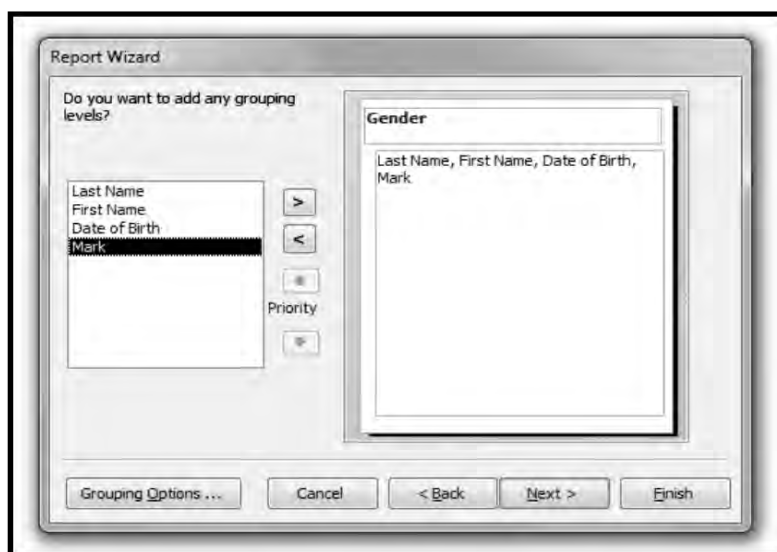 Report Wizard
Do you want to add any grouping
levels?
Gender
Last Name, First Name, Date of Birth,
Mark
Last Name
First Name
Date of Birth
Mark
>
<
Priority
Grouping Options ...
Cancel
< Back
Next >
Finish